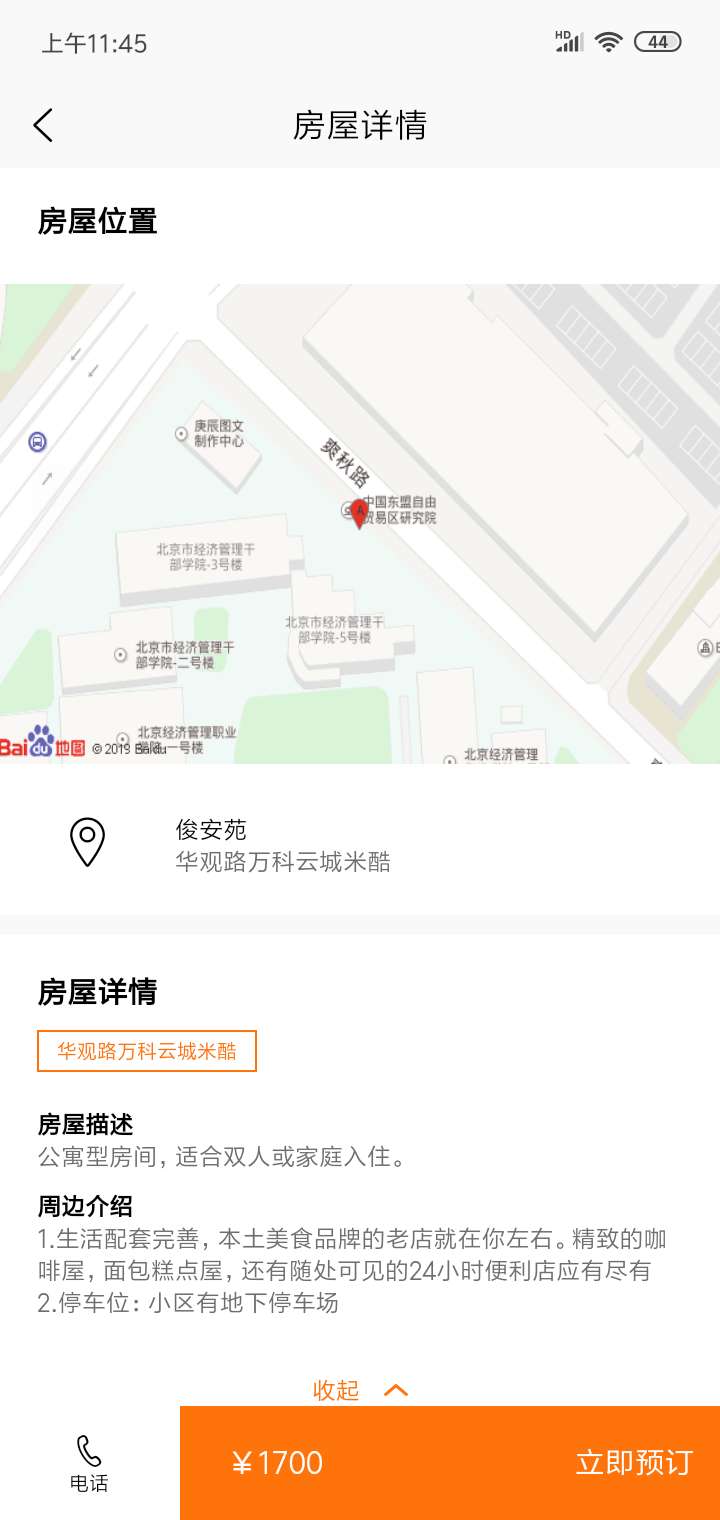 上午11:45
HD
44
房屋详情
房屋位置
庚辰图文
制作中心
爽秋路
中国东盟自由
贸易区研究院
A
北京市经济管理干
部学院-3号楼
北京市经济管理干
部学院-5号楼
北京市经济管理干
部学院-二号楼
北京经济管理职业
学院-一号楼
Bai du 地图 © 2019 Baidu
北京经济管理
俊安苑
华观路万科云城米酷
房屋详情
华观路万科云城米酷
房屋描述
公寓型房间，适合双人或家庭入住。
周边介绍
1.生活配套完善，本土美食品牌的老店就在你左右。精致的咖
啡屋，面包糕点屋，还有随处可见的24小时便利店应有尽有
2.停车位：小区有地下停车场
收起
电话
￥1700
立即预订